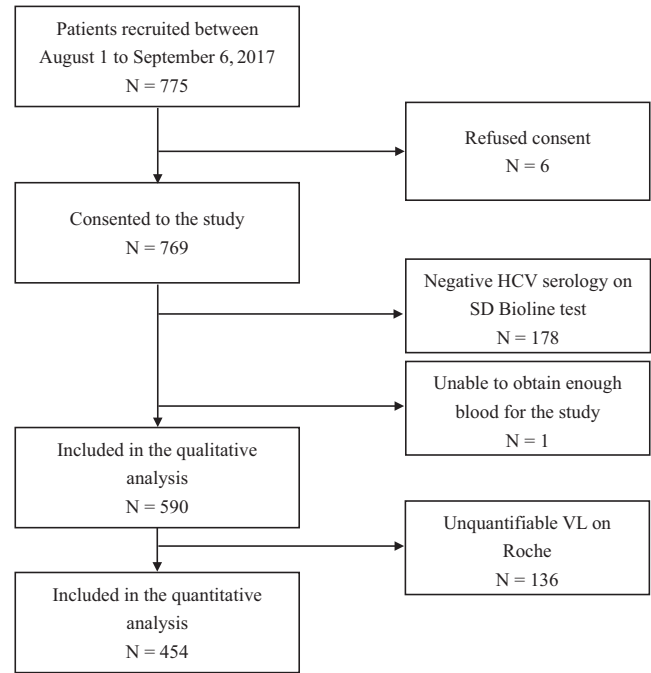 Patients recruited between
August 1 to September 6, 2017
N = 775
Refused consent
N = 6
Consented to the study
N = 769
Negative HCV serology on
SD Bioline test
N = 178
Unable to obtain enough
blood for the study
N = 1
Included in the qualitative
analysis
N = 590
Unquantifiable VL on
Roche
N = 136
Included in the quantitative
analysis
N = 454